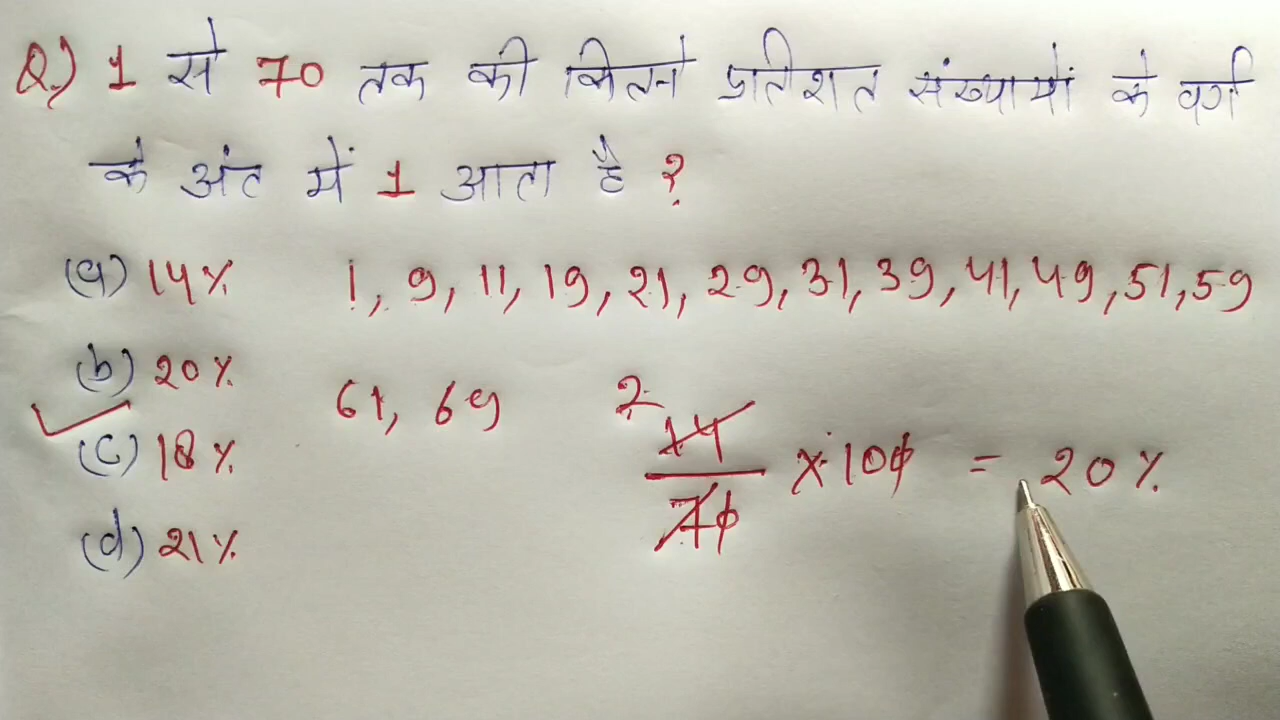 Q.) 1 से 70 तक की कितने प्रतिशत संख्यायों के वर्ग
के अंत में 1 आता है ?
(a) 14%
1, 9, 11, 19, 21, 29, 31, 39, 41, 49, 51, 59
(b) 20%
61, 69
(c) 18%
2
14/70 × 100 = 20%
(d) 21%